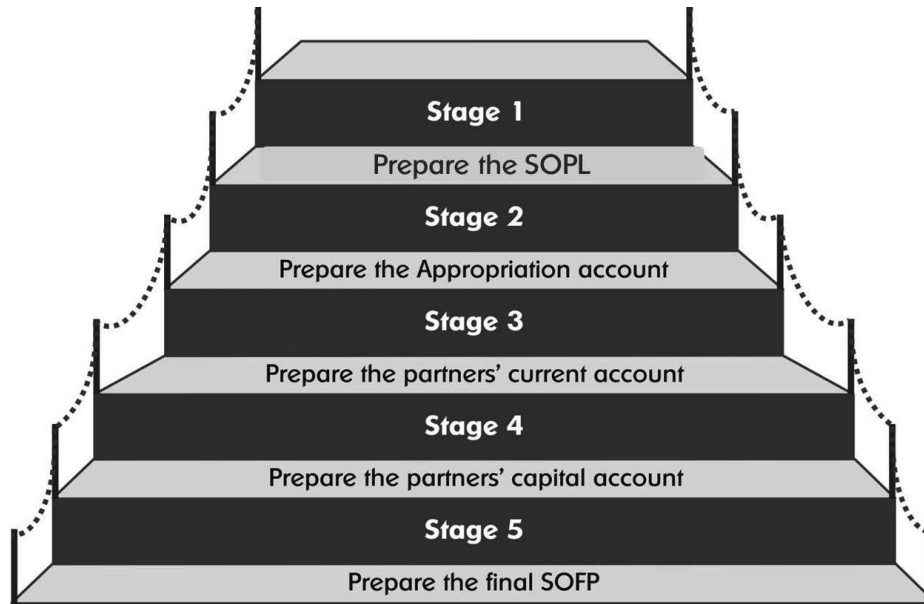 Stage 1
Prepare the SOPL
Stage 2
Prepare the Appropriation account
Stage 3
Prepare the partners’ current account
Stage 4
Prepare the partners’ capital account
Stage 5
Prepare the final SOFP